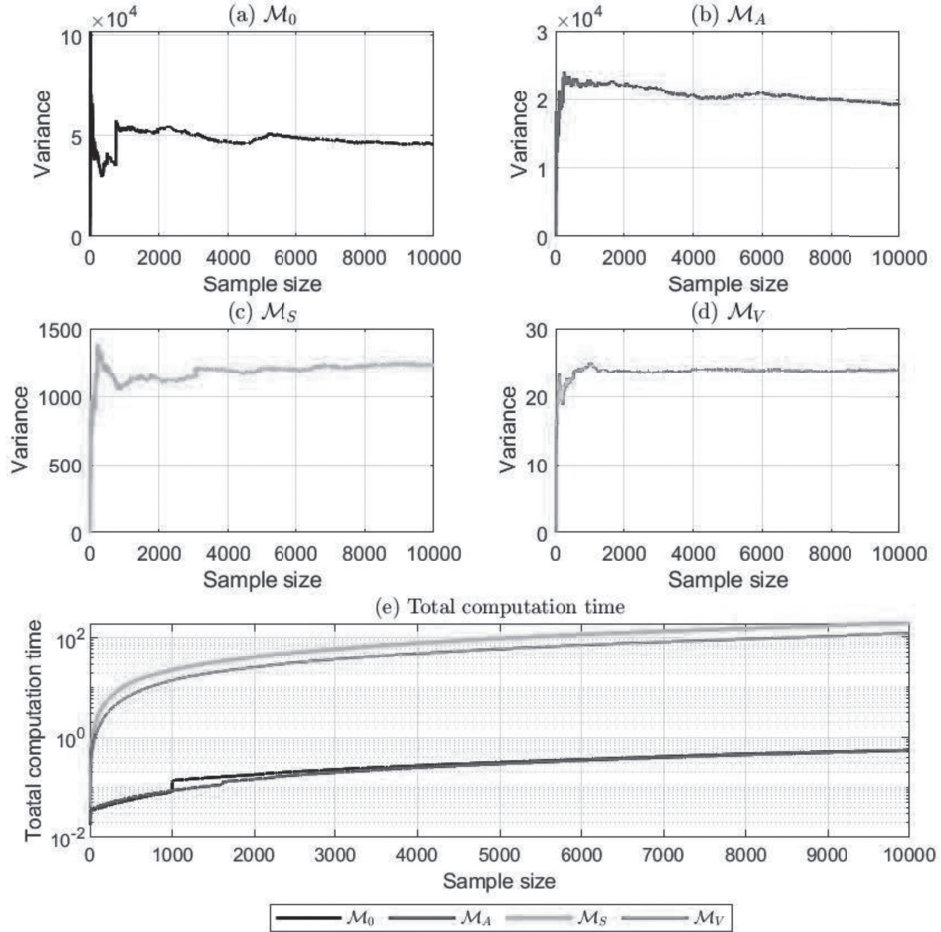 (a) M₀
(b) M_A
×10⁴
×10⁴
10
5
0
Variance
0 2000 4000 6000 8000 10000
Sample size
3
2
1
0
Variance
0 2000 4000 6000 8000 10000
Sample size
(c) M_S
(d) M_V
1500
1000
500
0
Variance
0 2000 4000 6000 8000 10000
Sample size
30
20
10
0
Variance
0 2000 4000 6000 8000 10000
Sample size
(e) Total computation time
10²
10⁰
10⁻²
Toatal computation time
0 1000 2000 3000 4000 5000 6000 7000 8000 9000 10000
Sample size
M₀ M_A M_S M_V